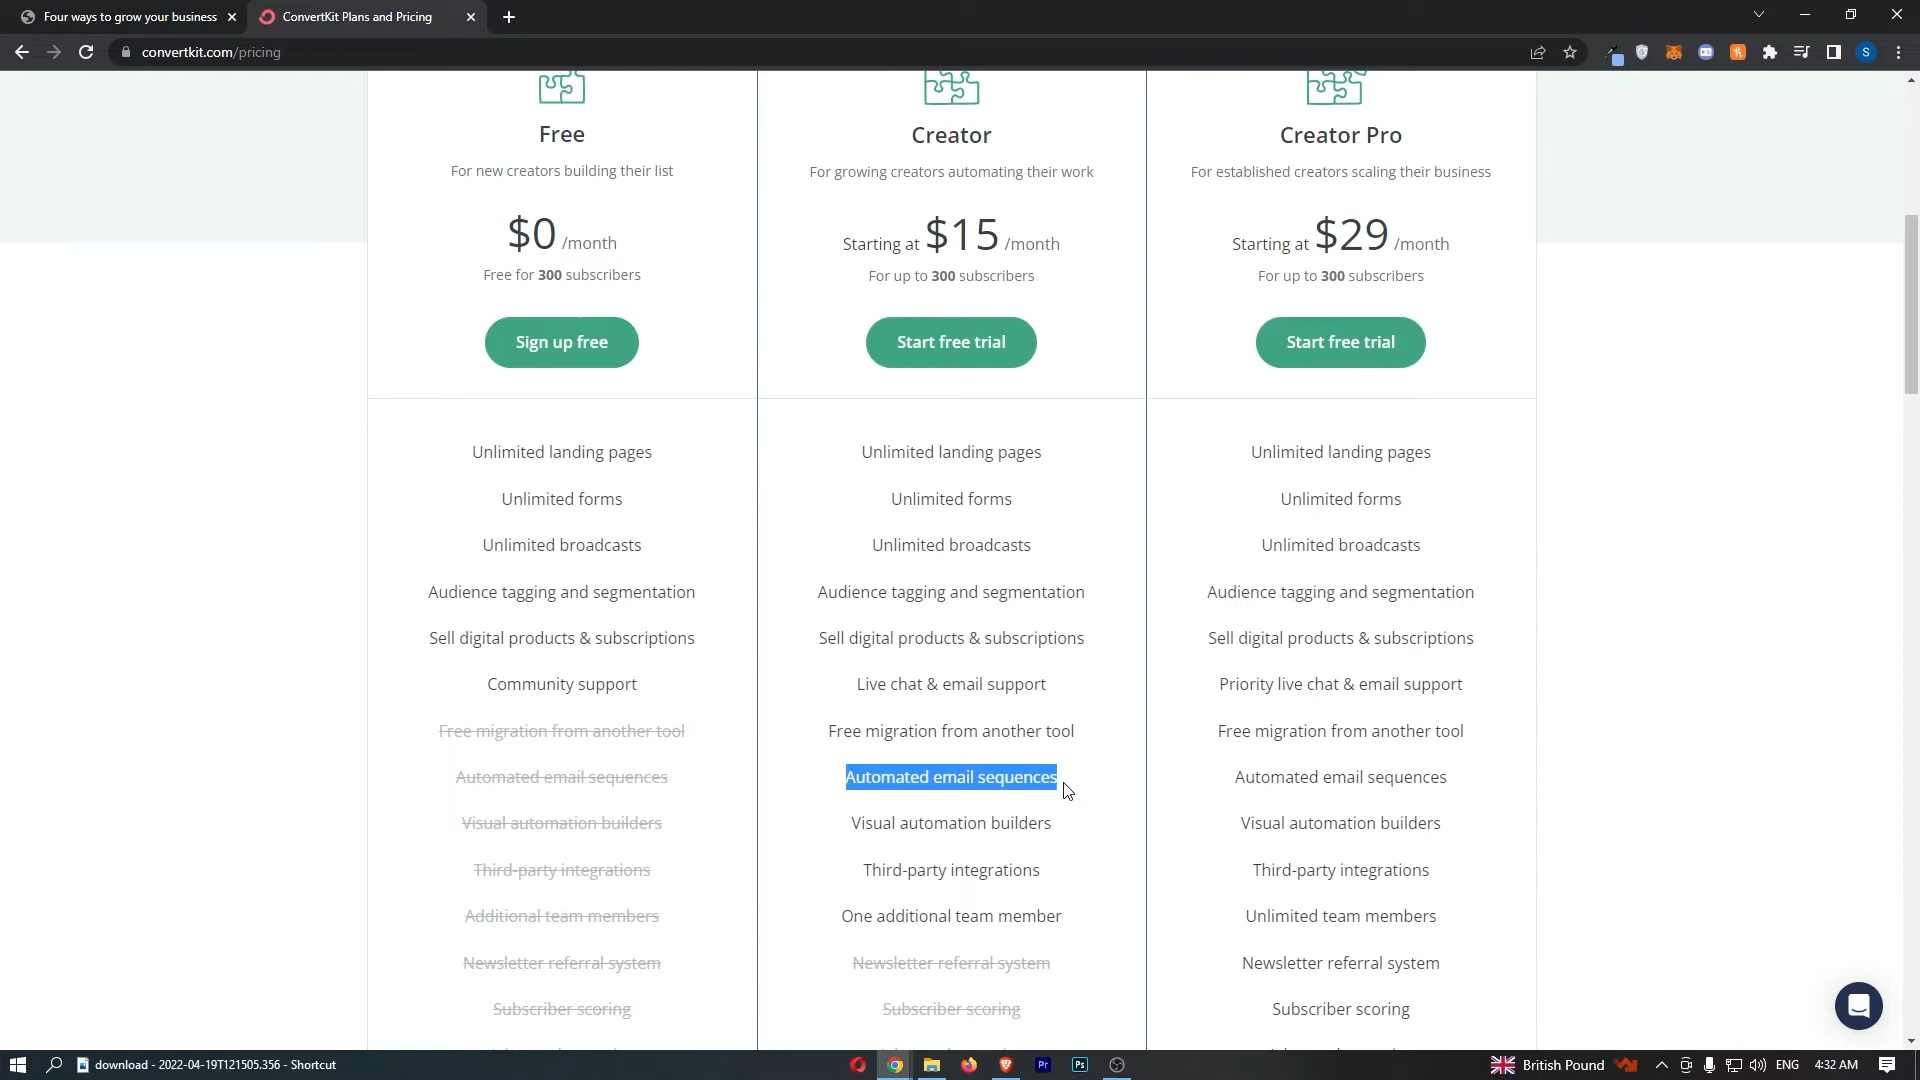 Four ways to grow your business
ConvertKit Plans and Pricing
convertkit.com/pricing
S
Free
For new creators building their list
$0 /month
Free for 300 subscribers
Sign up free
Unlimited landing pages
Unlimited forms
Unlimited broadcasts
Audience tagging and segmentation
Sell digital products & subscriptions
Community support
Free migration from another tool
Automated email sequences
Visual automation builders
Third-party integrations
Additional team members
Newsletter referral system
Subscriber scoring
Creator
For growing creators automating their work
Starting at $15 /month
For up to 300 subscribers
Start free trial
Unlimited landing pages
Unlimited forms
Unlimited broadcasts
Audience tagging and segmentation
Sell digital products & subscriptions
Live chat & email support
Free migration from another tool
Automated email sequences
Visual automation builders
Third-party integrations
One additional team member
Newsletter referral system
Subscriber scoring
Creator Pro
For established creators scaling their business
Starting at $29 /month
For up to 300 subscribers
Start free trial
Unlimited landing pages
Unlimited forms
Unlimited broadcasts
Audience tagging and segmentation
Sell digital products & subscriptions
Priority live chat & email support
Free migration from another tool
Automated email sequences
Visual automation builders
Third-party integrations
Unlimited team members
Newsletter referral system
Subscriber scoring
download - 2022-04-19T121505.356 - Shortcut
Pr
Ps
British Pound
ENG
4:32 AM